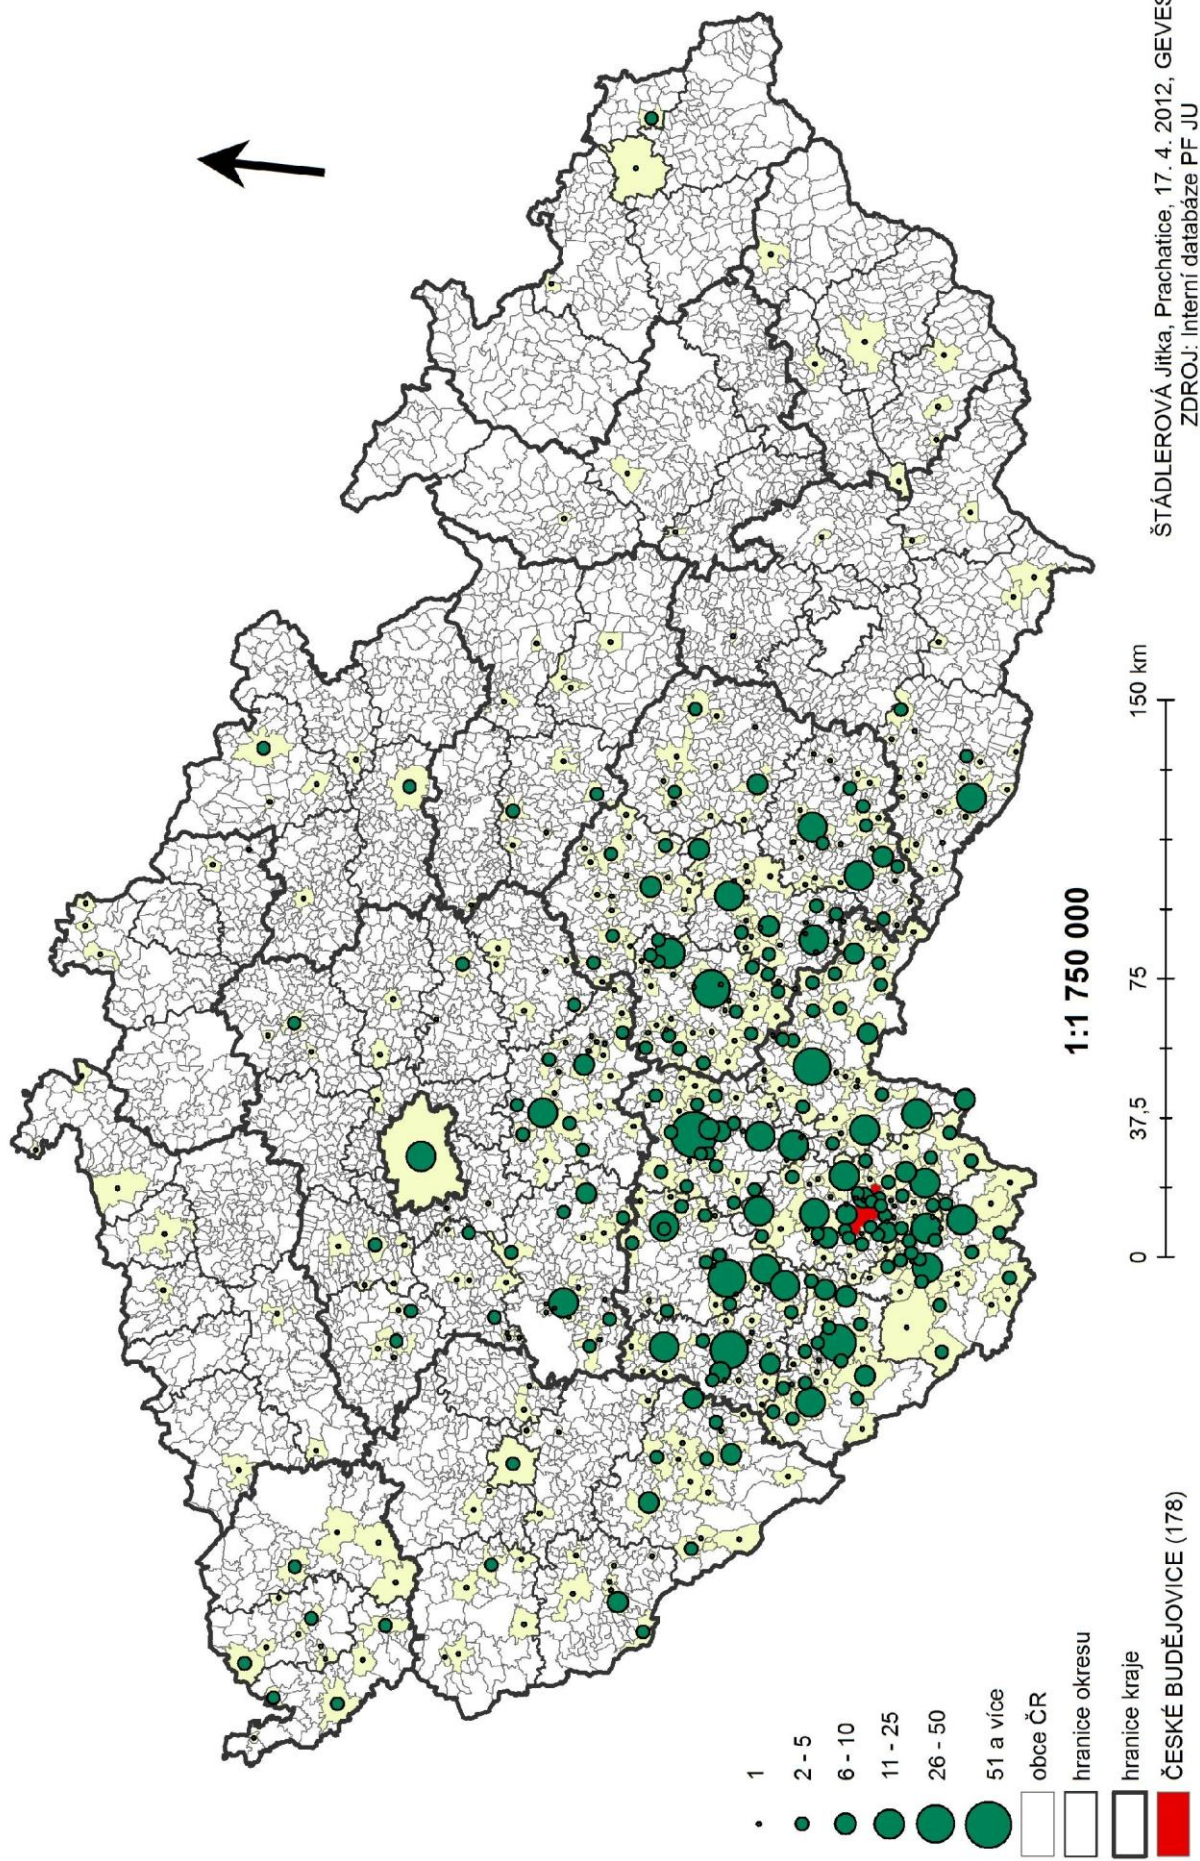 1
2 - 5
6 - 10
11 - 25
26 - 50
51 a více
obce ČR
hranice okresu
hranice kraje
ČESKÉ BUDĚJOVICE (178)
1:1 750 000
0 37,5 75 150 km
ŠTÁDLEROVÁ Jitka, Prachatice, 17. 4. 2012, GEVES
ZDROJ: Interní databáze PF JU